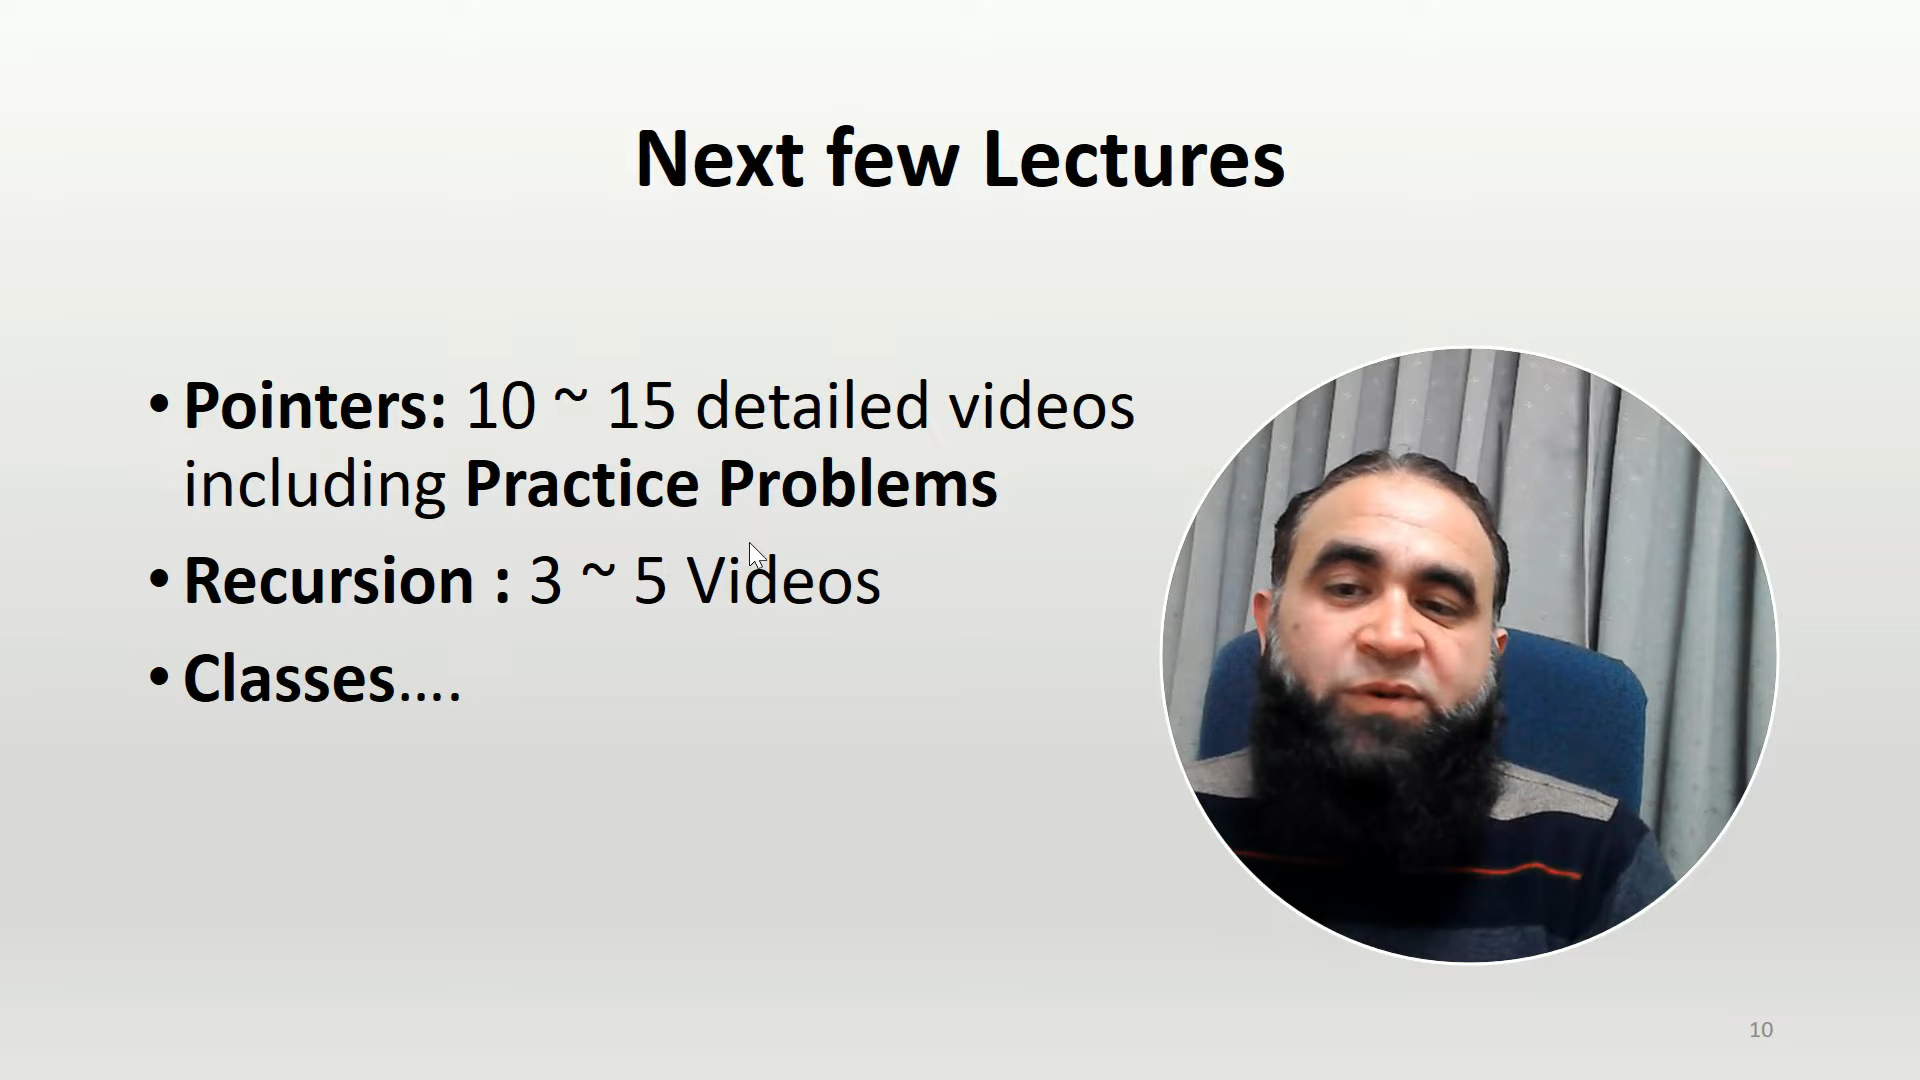 Next few Lectures
• Pointers: 10 ~ 15 detailed videos
including Practice Problems
• Recursion : 3 ~ 5 Videos
• Classes....
10